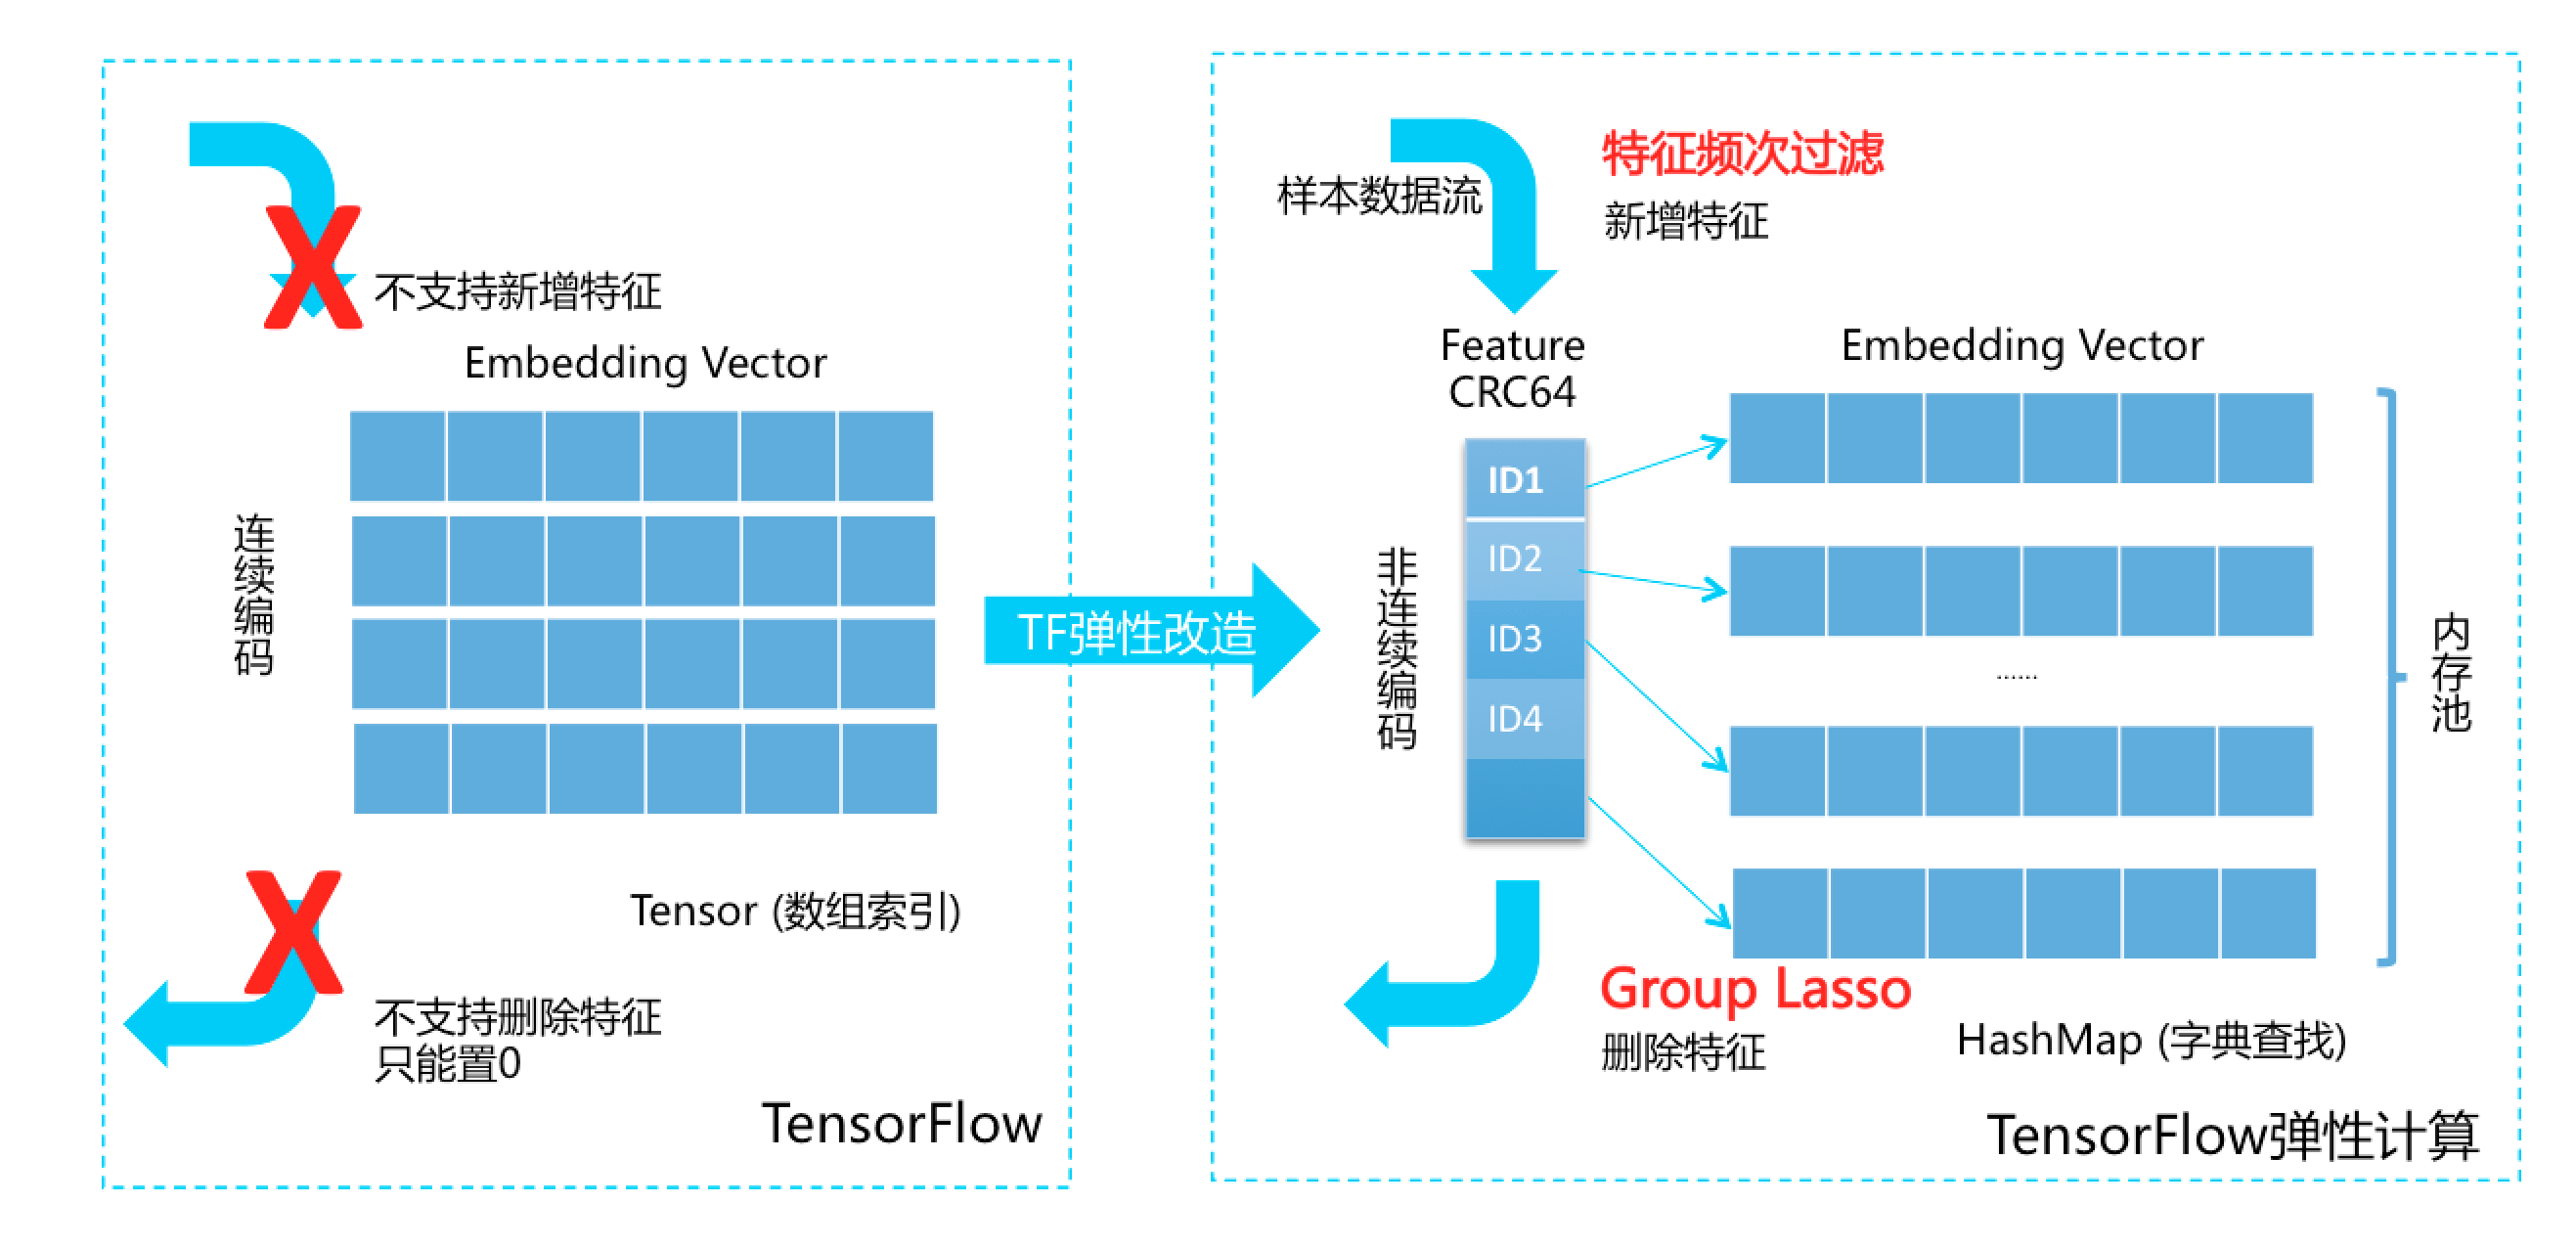 不支持新增特征
Embedding Vector
连续编码
Tensor (数组索引)
不支持删除特征
只能置0
TensorFlow
TF弹性改造
样本数据流
特征频次过滤
新增特征
Feature
CRC64
Embedding Vector
非连续编码
ID1
ID2
ID3
ID4
......
内存池
Group Lasso
删除特征
HashMap (字典查找)
TensorFlow弹性计算